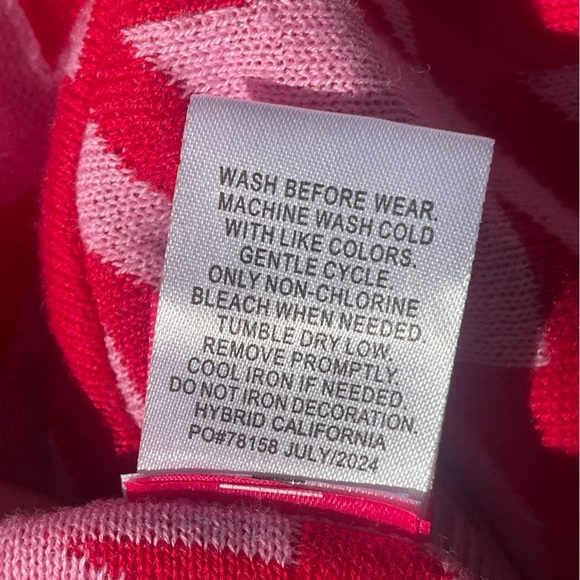 WASH BEFORE WEAR.
MACHINE WASH COLD
WITH LIKE COLORS.
GENTLE CYCLE.
ONLY NON-CHLORINE
BLEACH WHEN NEEDED.
TUMBLE DRY LOW.
REMOVE PROMPTLY.
COOL IRON IF NEEDED
DO NOT IRON DECORATION.
HYBRID CALIFORNIA
PO#78158 JULY/2024